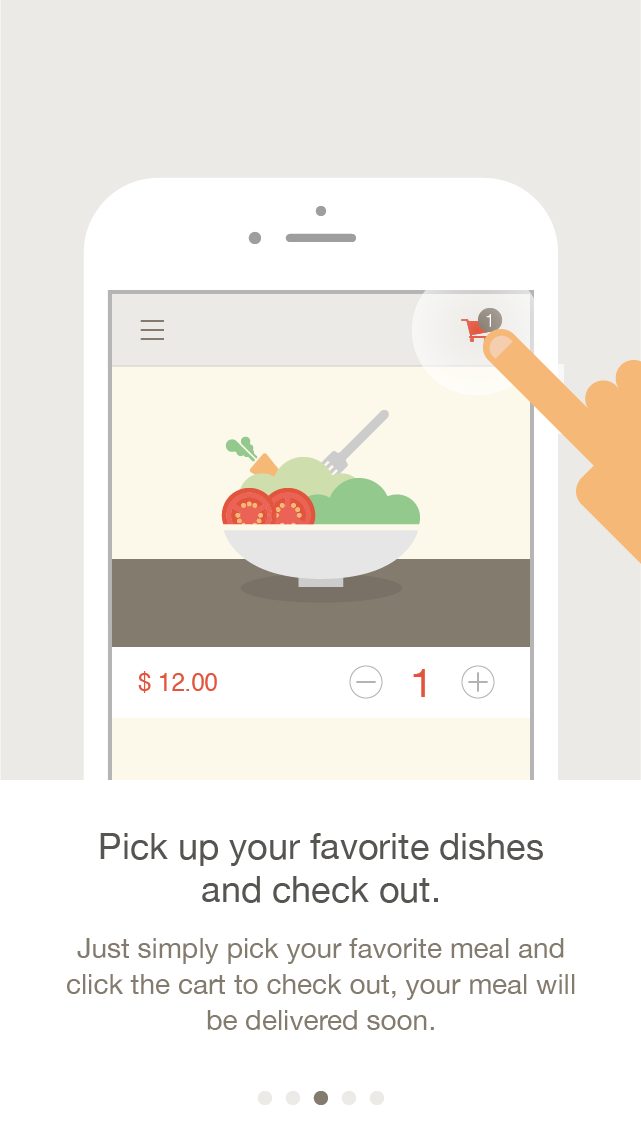 1
$ 12.00
1
Pick up your favorite dishes
and check out.
Just simply pick your favorite meal and
click the cart to check out, your meal will
be delivered soon.